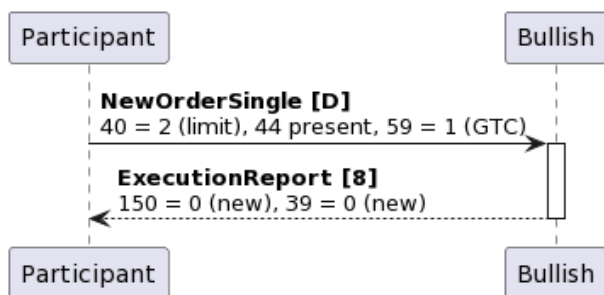 Participant
Bullish
NewOrderSingle [D]
40 = 2 (limit), 44 present, 59 = 1 (GTC)
ExecutionReport [8]
150 = 0 (new), 39 = 0 (new)
Participant
Bullish